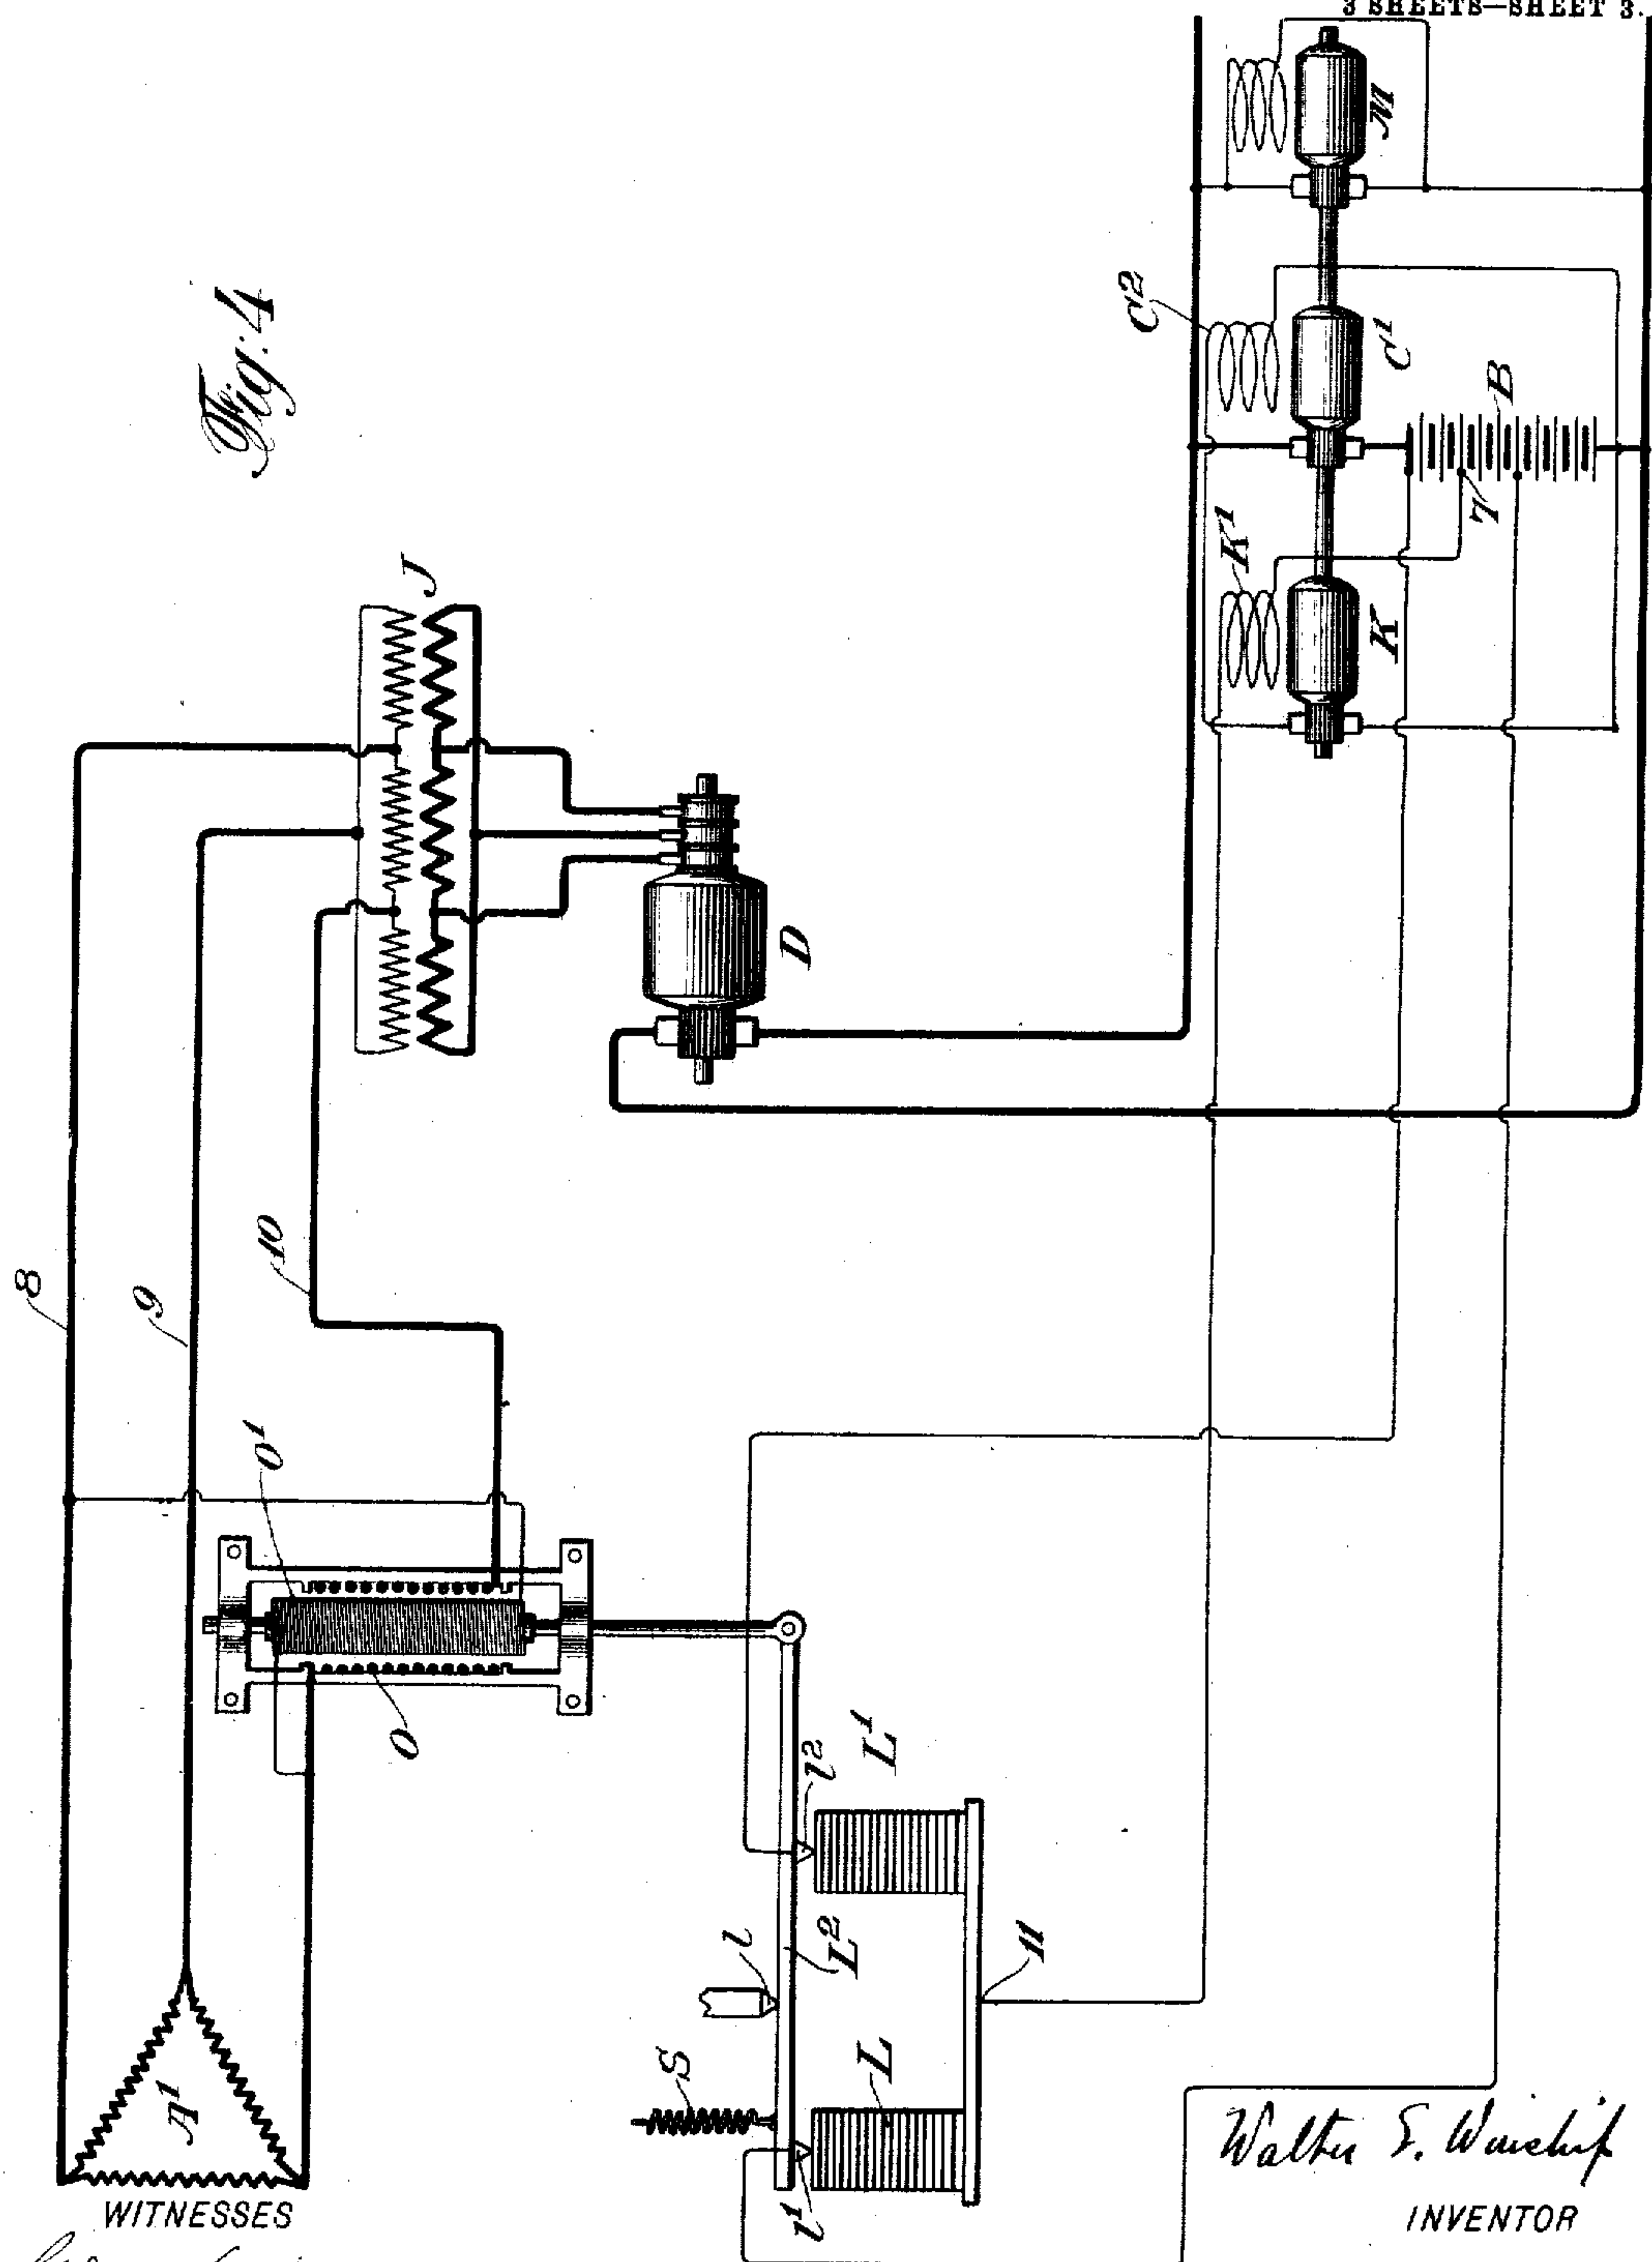 3 SHEETS—SHEET 3.
Fig: 4
8
9
10
J
D
A¹
O¹
O
S
l
l¹
l²
L
L¹
L²
11
C²
K¹
K
C¹
M
7
B
WITNESSES
Walter E. Winship
INVENTOR